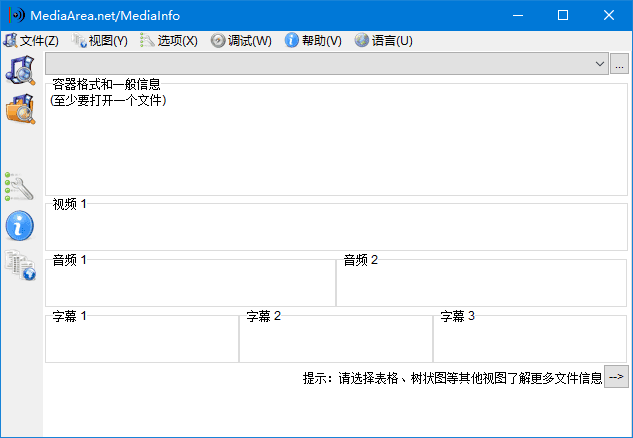 MediaArea.net/MediaInfo
文件(Z) 视图(Y) 选项(X) 调试(W) 帮助(V) 语言(U)
...
容器格式和一般信息
(至少要打开一个文件)
视频 1
音频 1 音频 2
字幕 1 字幕 2 字幕 3
提示：请选择表格、树状图等其他视图了解更多文件信息 -->